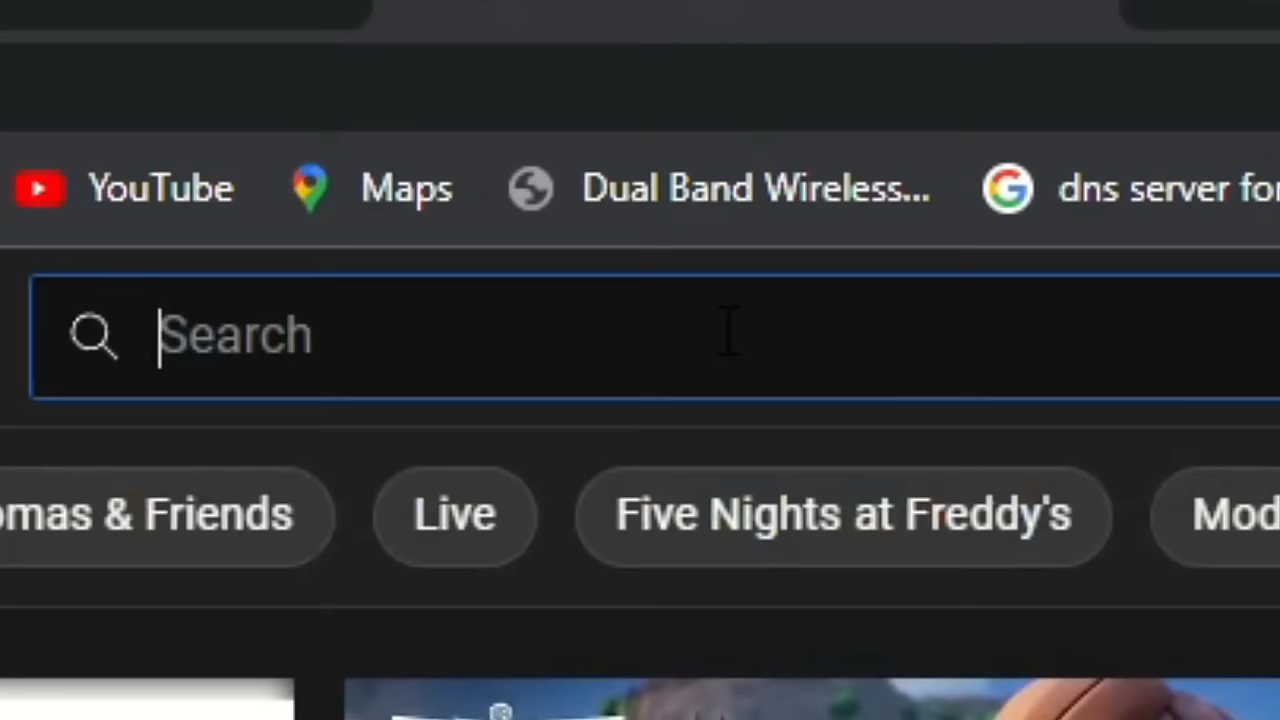 YouTube Maps Dual Band Wireless... dns server for
Search
omas & Friends Live Five Nights at Freddy's Mod